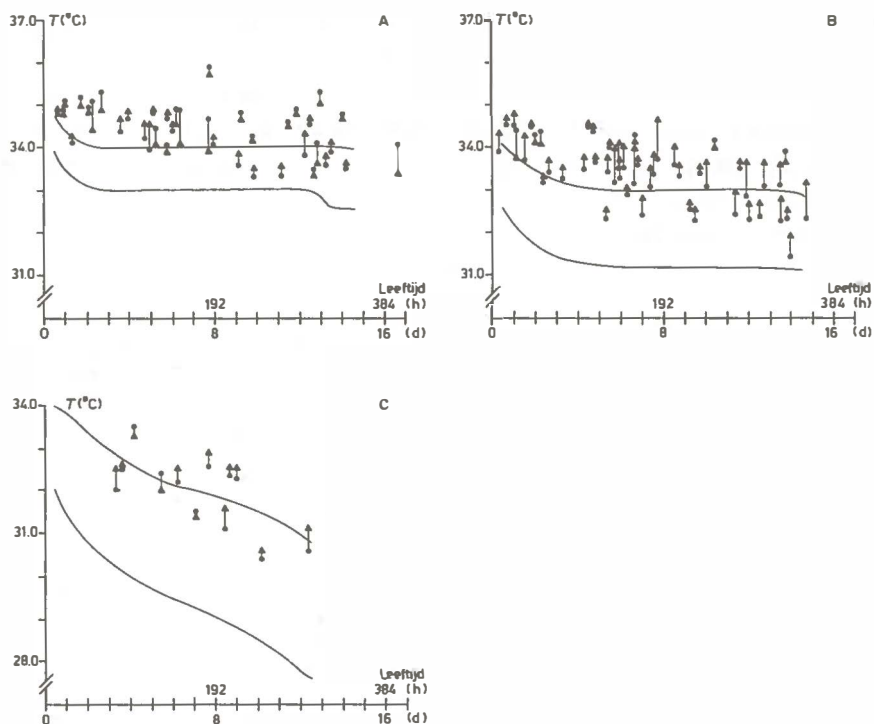 37.0 T(°C) A
34.0
31.0
Leeftijd
192 384 (h)
0 8 16 (d)
37.0 T(°C) B
34.0
31.0
Leeftijd
192 384 (h)
0 8 16 (d)
34.0 T(°C) C
31.0
28.0
Leeftijd
192 384 (h)
0 8 16 (d)